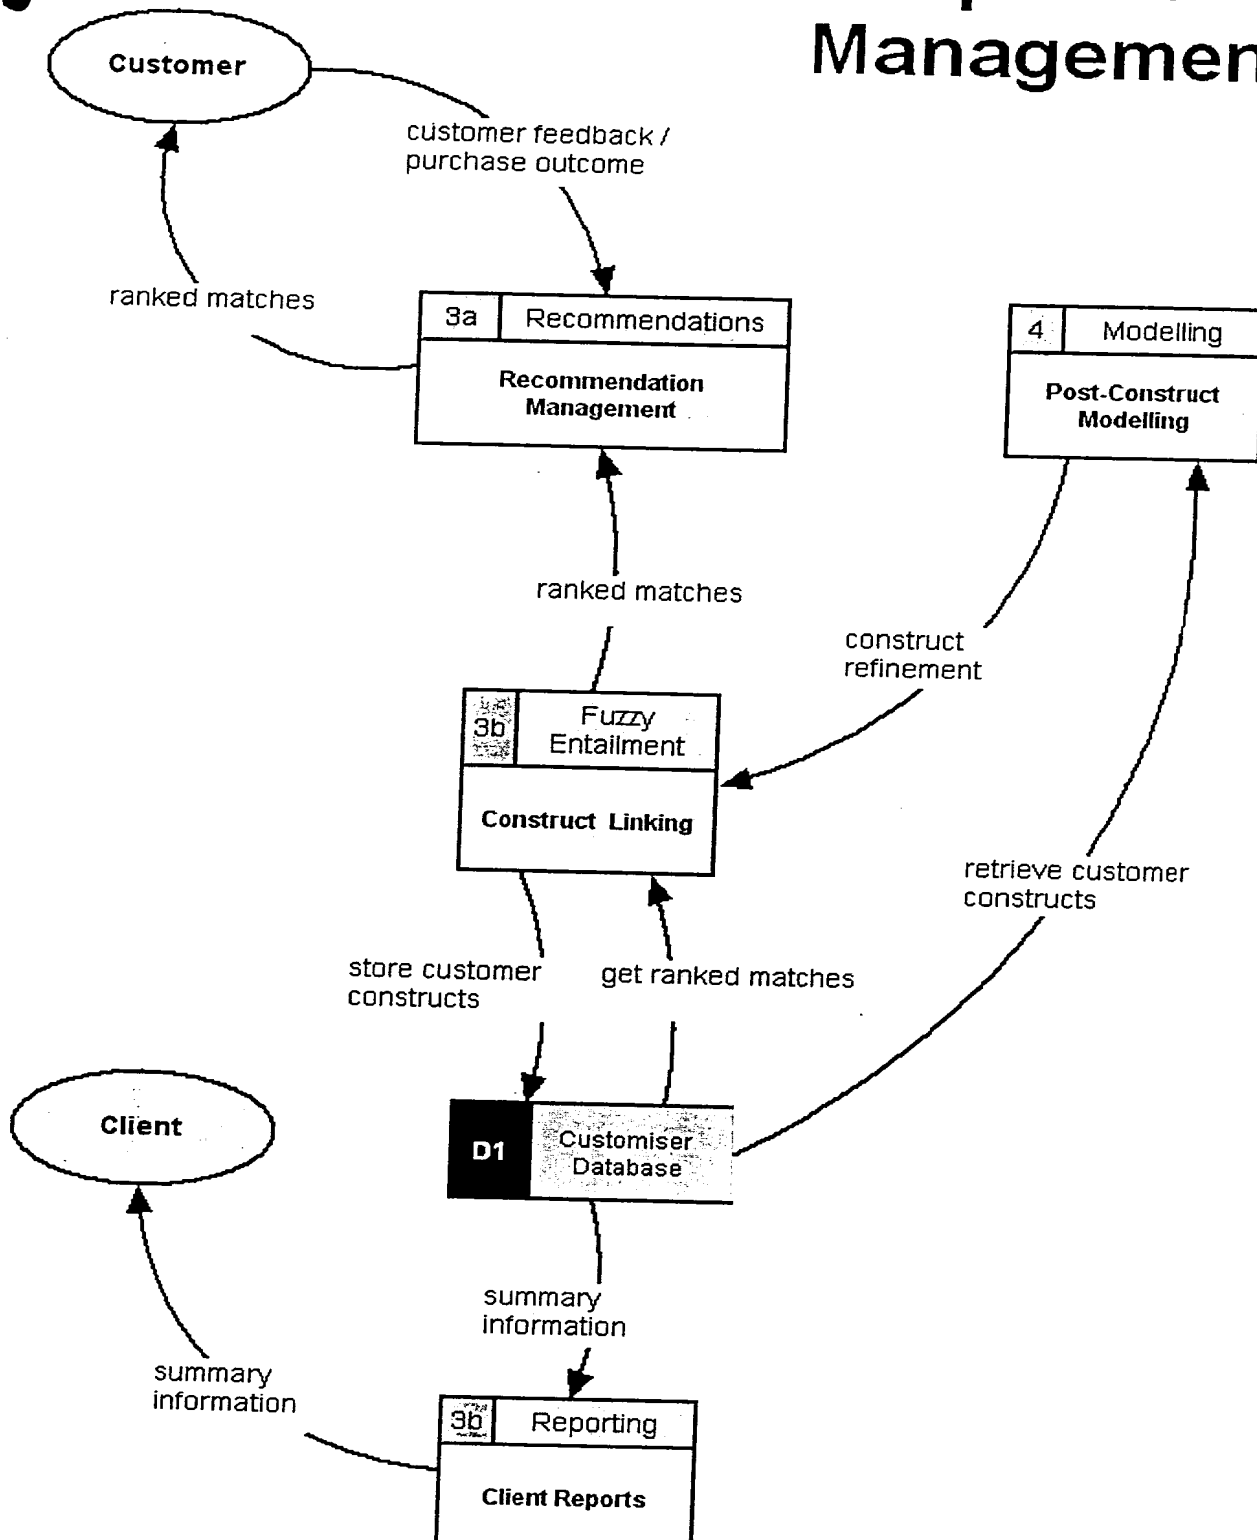 Managemen
Customer
customer feedback /
purchase outcome
ranked matches
3a
Recommendations
Recommendation
Management
4
Modelling
Post-Construct
Modelling
ranked matches
construct
refinement
3b
Fuzzy
Entailment
Construct Linking
retrieve customer
constructs
store customer
constructs
get ranked matches
Client
D1
Customiser
Database
summary
information
summary
information
3b
Reporting
Client Reports